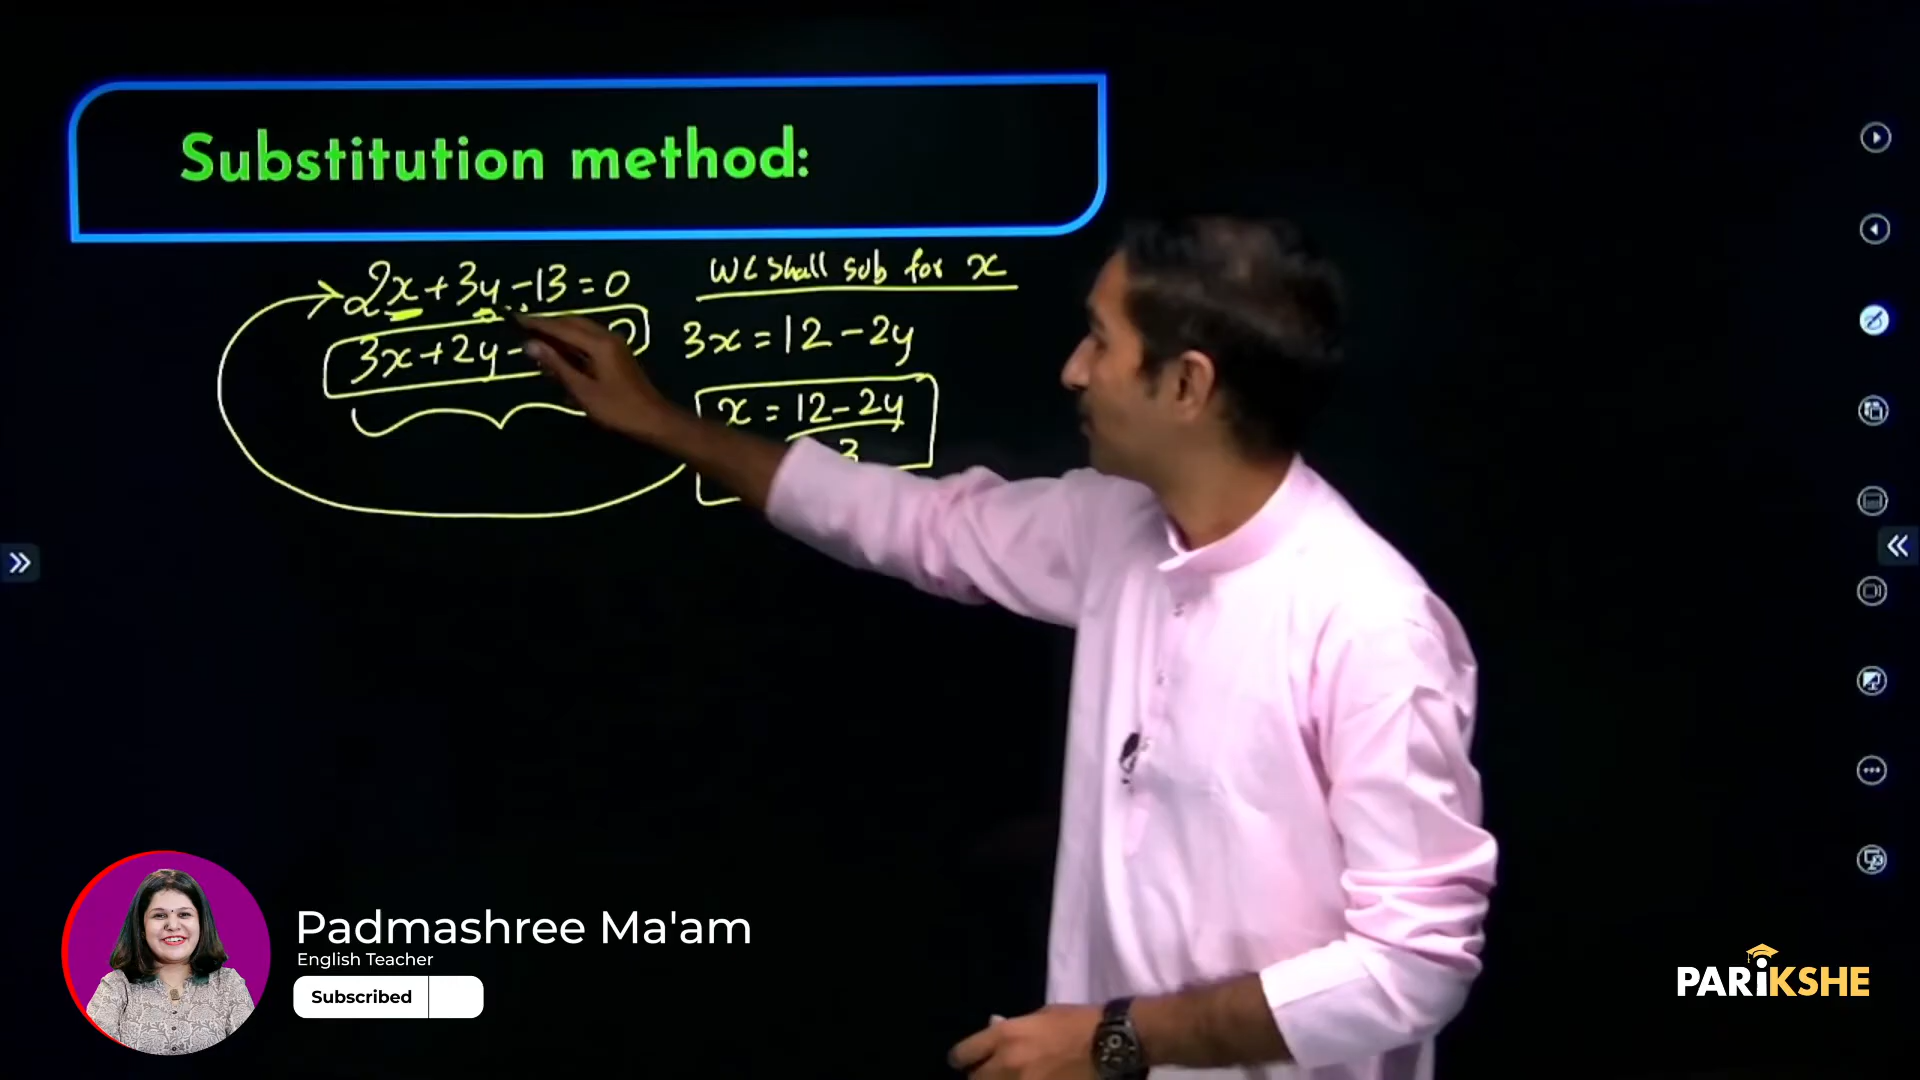 Substitution method:
2x + 3y - 13 = 0
3x + 2y -
We shall sub for x
3x = 12 - 2y
x = 12 - 2y
3
Padmashree Ma'am
English Teacher
Subscribed
PARiKSHE